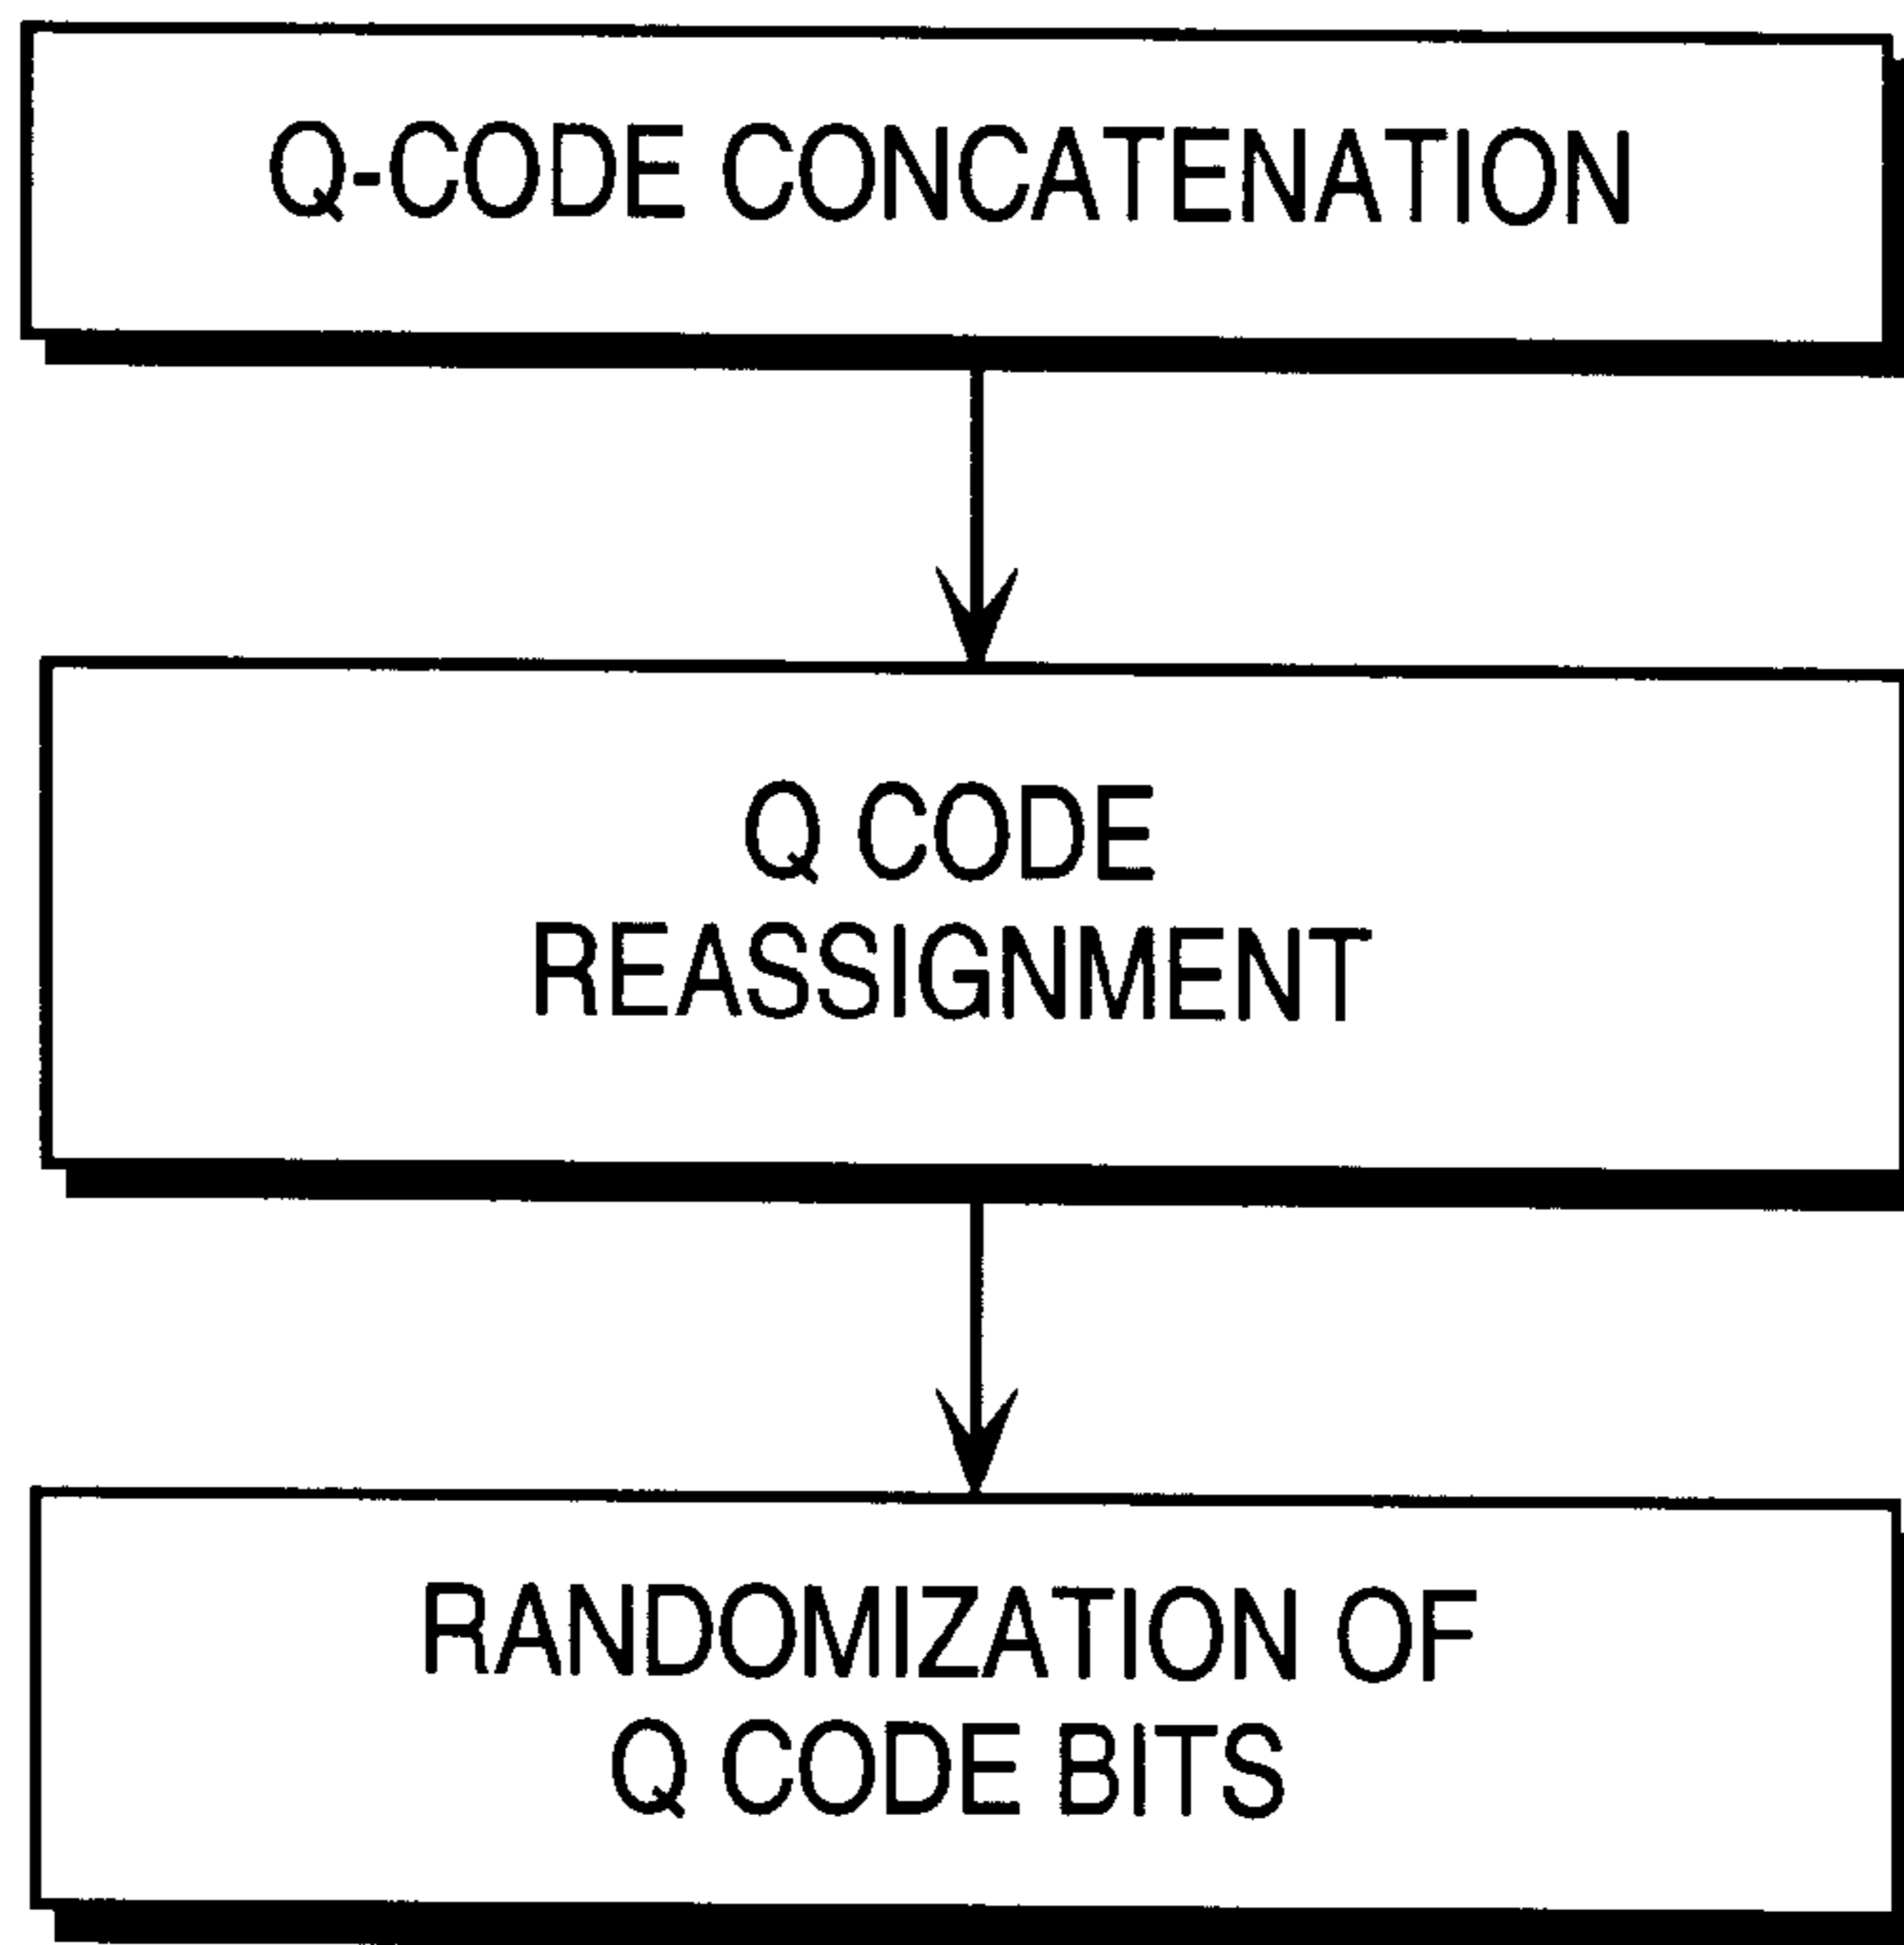 Q-CODE CONCATENATION
Q CODE
REASSIGNMENT
RANDOMIZATION OF
Q CODE BITS